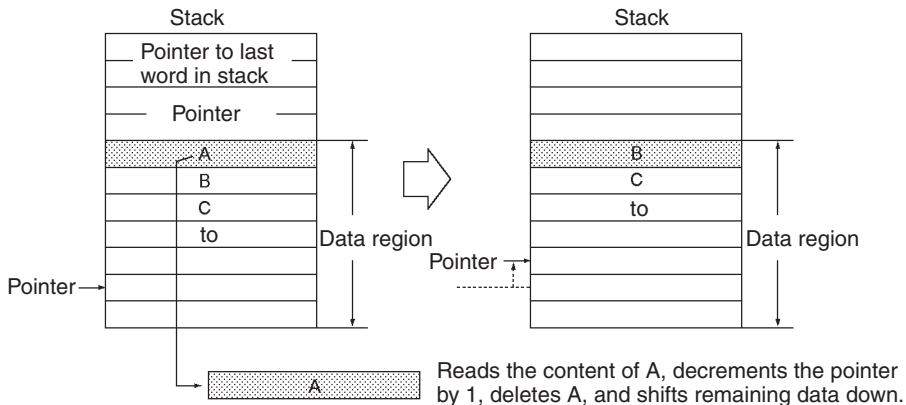 Stack
Pointer to last
word in stack
Pointer
A
B
C
to
Data region
Pointer
A
Stack
B
C
to
Data region
Pointer
Reads the content of A, decrements the pointer
by 1, deletes A, and shifts remaining data down.